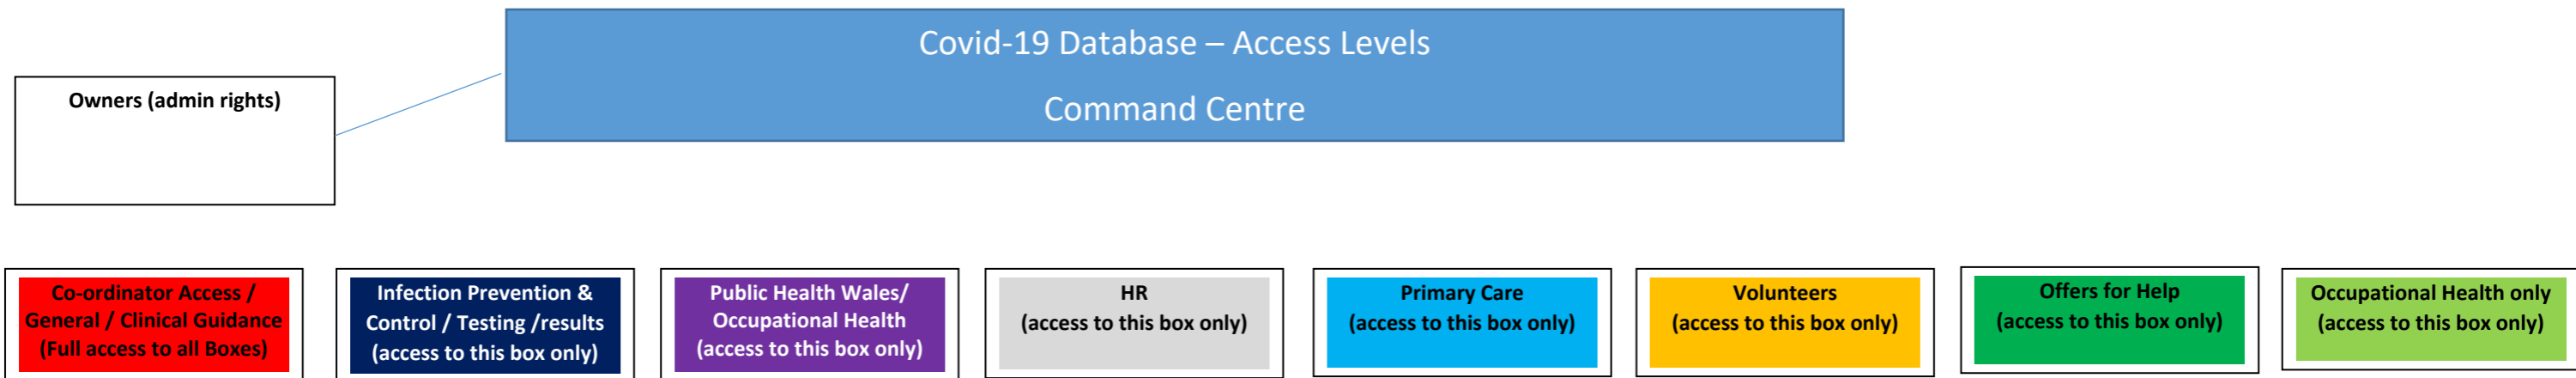 Covid-19 Database – Access Levels
Command Centre
Owners (admin rights)
Co-ordinator Access /
General / Clinical Guidance
(Full access to all Boxes)
Infection Prevention &
Control / Testing /results
(access to this box only)
Public Health Wales/
Occupational Health
(access to this box only)
HR
(access to this box only)
Primary Care
(access to this box only)
Volunteers
(access to this box only)
Offers for Help
(access to this box only)
Occupational Health only
(access to this box only)